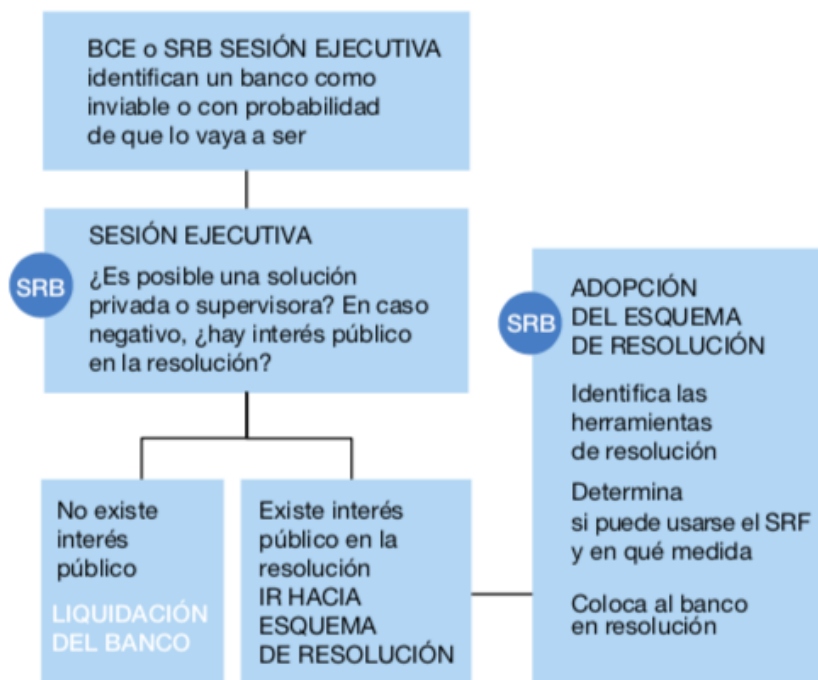 BCE o SRB SESIÓN EJECUTIVA
identifican un banco como
inviable o con probabilidad
de que lo vaya a ser
SRB
SESIÓN EJECUTIVA
¿Es posible una solución
privada o supervisora? En caso
negativo, ¿hay interés público
en la resolución?
No existe
interés
público
LIQUIDACIÓN
DEL BANCO
Existe interés
público en la
resolución
IR HACIA
ESQUEMA
DE RESOLUCIÓN
SRB
ADOPCIÓN
DEL ESQUEMA
DE RESOLUCIÓN
Identifica las
herramientas
de resolución
Determina
si puede usarse el SRF
y en qué medida
Coloca al banco
en resolución